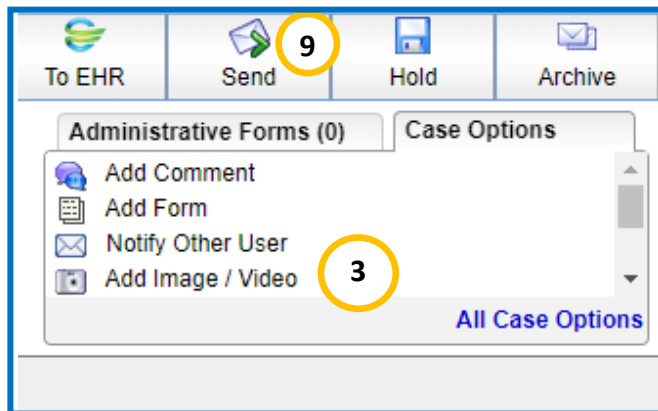 9
To EHR Send Hold Archive
Administrative Forms (0) Case Options
Add Comment
Add Form
Notify Other User
Add Image / Video 3
All Case Options